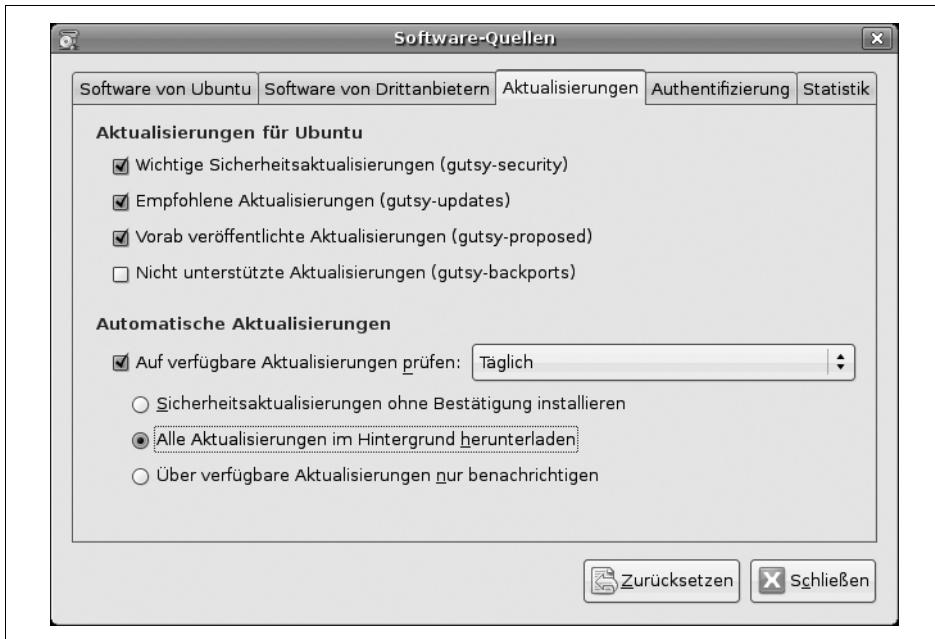 Software-Quellen
Software von Ubuntu
Software von Drittanbietern
Aktualisierungen
Authentifizierung
Statistik
Aktualisierungen für Ubuntu
Wichtige Sicherheitsaktualisierungen (gutsy-security)
Empfohlene Aktualisierungen (gutsy-updates)
Vorab veröffentlichte Aktualisierungen (gutsy-proposed)
Nicht unterstützte Aktualisierungen (gutsy-backports)
Automatische Aktualisierungen
Auf verfügbare Aktualisierungen prüfen: Täglich
Sicherheitsaktualisierungen ohne Bestätigung installieren
Alle Aktualisierungen im Hintergrund herunterladen
Über verfügbare Aktualisierungen nur benachrichtigen
Zurücksetzen
Schließen